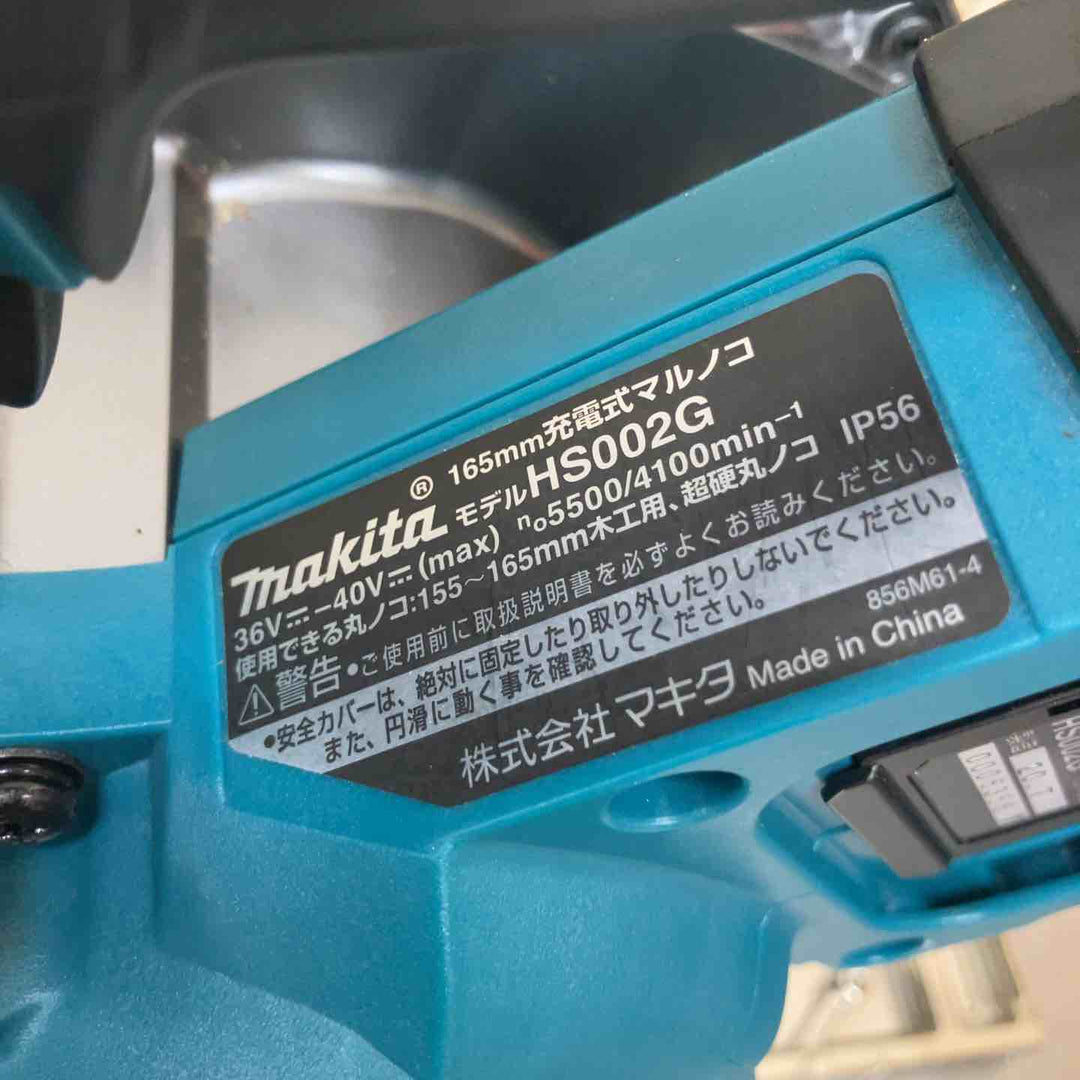 165mm充電式マルノコ
makita® モデルHS002G
36V⎓-40V⎓(max) n₀5500/4100min⁻¹
使用できる丸ノコ:155～165mm木工用、超硬丸ノコ IP56
⚠警告 •ご使用前に取扱説明書を必ずよくお読みください。
•安全カバーは、絶対に固定したり取り外したりしないでください。
また、円滑に動く事を確認してください。
856M61-4
株式会社 マキタ Made in China